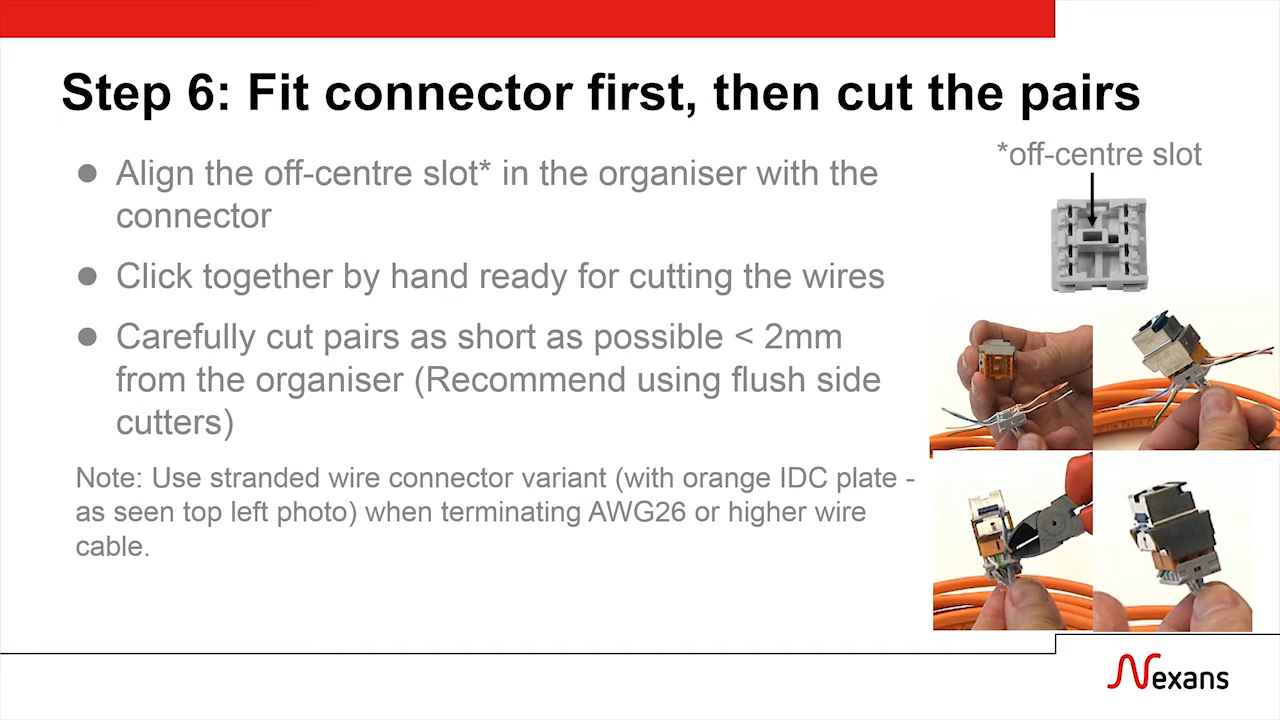 Step 6: Fit connector first, then cut the pairs
*off-centre slot
● Align the off-centre slot* in the organiser with the
connector
● Click together by hand ready for cutting the wires
● Carefully cut pairs as short as possible < 2mm
from the organiser (Recommend using flush side
cutters)
Note: Use stranded wire connector variant (with orange IDC plate -
as seen top left photo) when terminating AWG26 or higher wire
cable.
Nexans